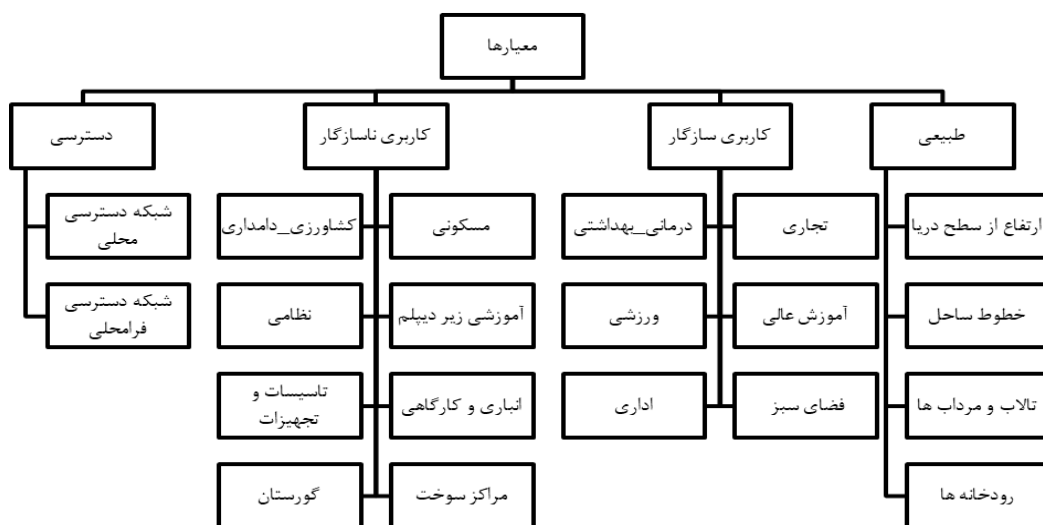 معیارها
طبیعی
کاربری سازگار
کاربری ناسازگار
دسترسی
ارتفاع از سطح دریا
خطوط ساحل
تالاب و مرداب ها
رودخانه ها
تجاری
درمانی_بهداشتی
آموزش عالی
ورزشی
فضای سبز
اداری
مسکونی
کشاورزی_دامداری
آموزشی زیر دیپلم
نظامی
انباری و کارگاهی
تاسیسات و
تجهیزات
مراکز سوخت
گورستان
شبکه دسترسی
محلی
شبکه دسترسی
فرامحلی